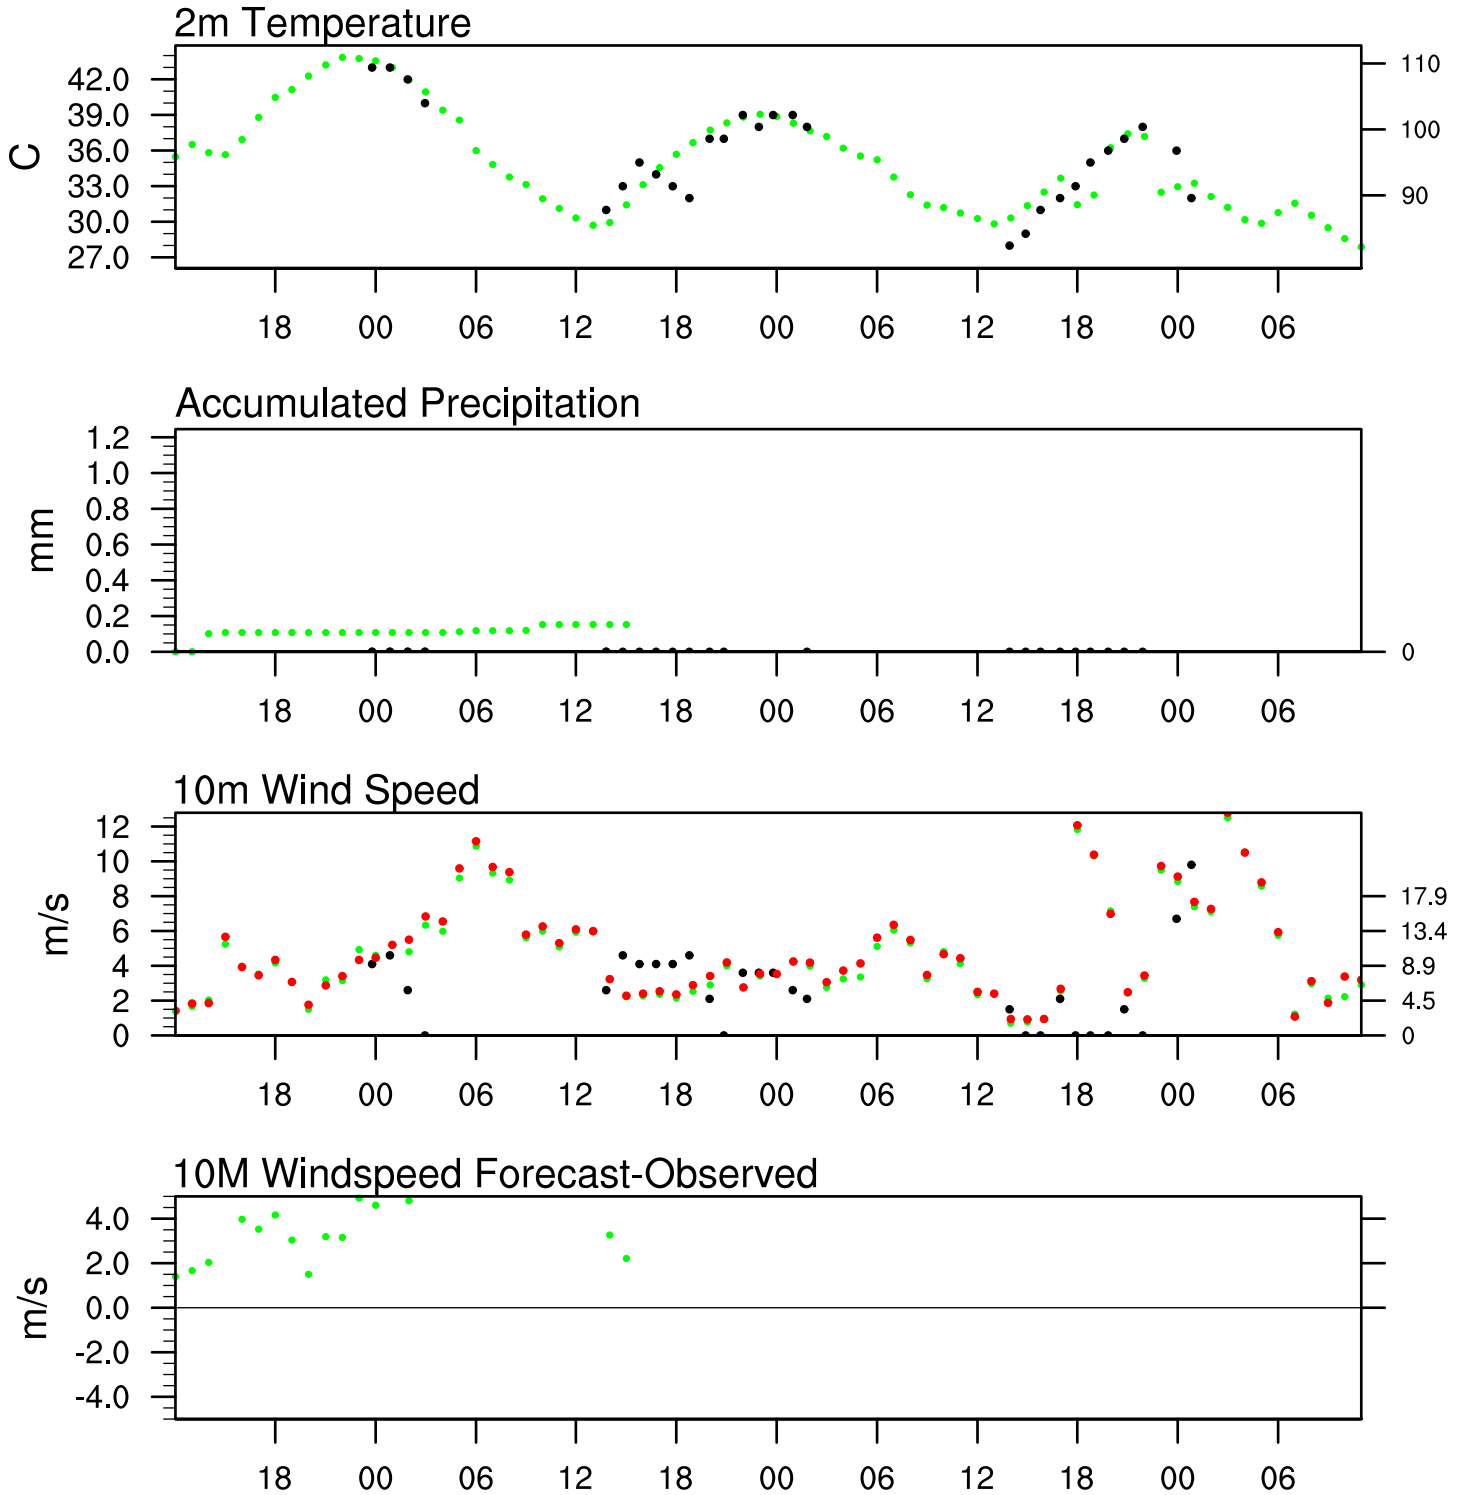 2m Temperature
42.0
39.0
36.0
33.0
30.0
27.0
C
110
100
90
18 00 06 12 18 00 06 12 18 00 06
Accumulated Precipitation
1.2
1.0
0.8
0.6
0.4
0.2
0.0
mm
0
18 00 06 12 18 00 06 12 18 00 06
10m Wind Speed
12
10
8
6
4
2
0
m/s
17.9
13.4
8.9
4.5
0
18 00 06 12 18 00 06 12 18 00 06
10M Windspeed Forecast-Observed
4.0
2.0
0.0
-2.0
-4.0
m/s
18 00 06 12 18 00 06 12 18 00 06